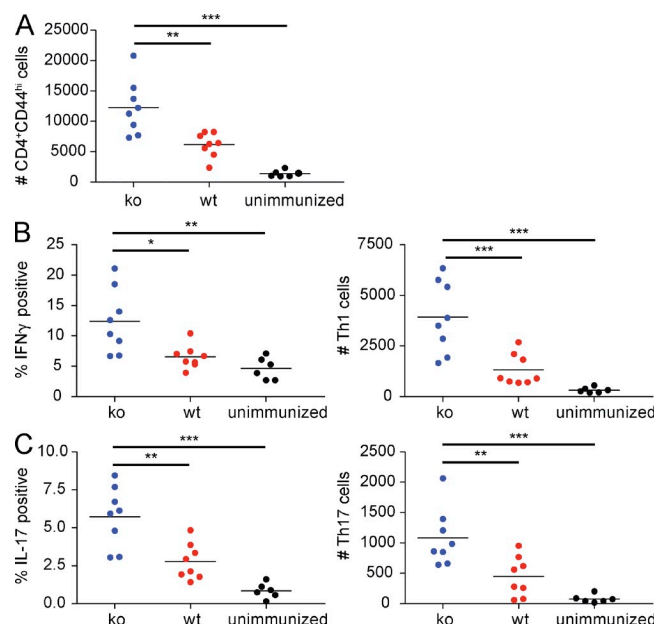 A
# CD4⁺CD44ʰⁱ cells
25000
20000
15000
10000
5000
0
***
**
ko wt unimmunized
B
% IFNγ positive
25
20
15
10
5
0
**
*
ko wt unimmunized
# Th1 cells
7500
5000
2500
0
***
***
ko wt unimmunized
C
% IL-17 positive
10.0
7.5
5.0
2.5
0.0
***
**
ko wt unimmunized
# Th17 cells
2500
2000
1500
1000
500
0
***
**
ko wt unimmunized